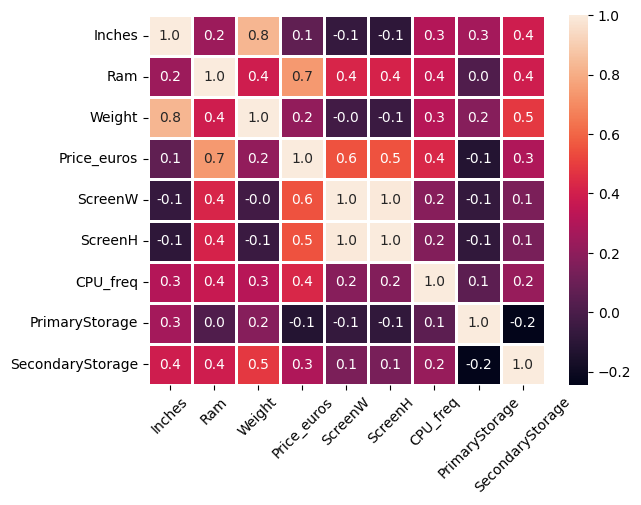 Inches 1.0 0.2 0.8 0.1 -0.1 -0.1 0.3 0.3 0.4
Ram 0.2 1.0 0.4 0.7 0.4 0.4 0.4 0.0 0.4
Weight 0.8 0.4 1.0 0.2 -0.0 -0.1 0.3 0.2 0.5
Price_euros 0.1 0.7 0.2 1.0 0.6 0.5 0.4 -0.1 0.3
ScreenW -0.1 0.4 -0.0 0.6 1.0 1.0 0.2 -0.1 0.1
ScreenH -0.1 0.4 -0.1 0.5 1.0 1.0 0.2 -0.1 0.1
CPU_freq 0.3 0.4 0.3 0.4 0.2 0.2 1.0 0.1 0.2
PrimaryStorage 0.3 0.0 0.2 -0.1 -0.1 -0.1 0.1 1.0 -0.2
SecondaryStorage 0.4 0.4 0.5 0.3 0.1 0.1 0.2 -0.2 1.0
Inches Ram Weight Price_euros ScreenW ScreenH CPU_freq PrimaryStorage SecondaryStorage
1.0
0.8
0.6
0.4
0.2
0.0
−0.2